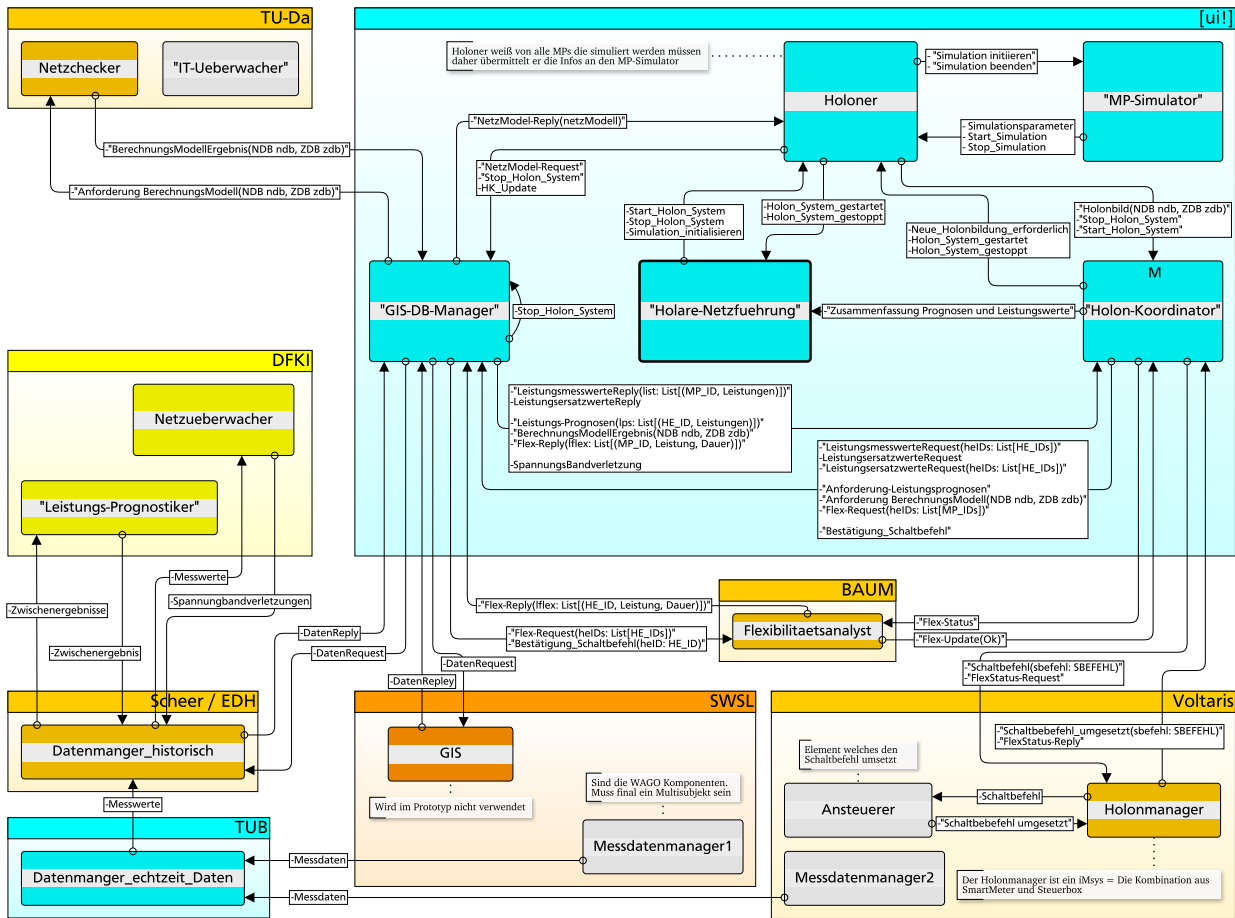 TU-Da
Netzchecker
"IT-Ueberwacher"
[ui!]
Holoner weiß von alle MPs die simuliert werden müssen
daher übermittelt er die Infos an den MP-Simulator
Holoner
-"Simulation initiieren"
- "Simulation beenden"
"MP-Simulator"
- Simulationsparameter
- Start_Simulation
- Stop_Simulation
-"NetzModel-Reply(netzModell)"
-"BerechnungsModellErgebnis(NDB ndb, ZDB zdb)"
-"Anforderung BerechnungsModell(NDB ndb, ZDB zdb)"
-"NetzModel-Request"
-"Stop_Holon_System"
-HK_Update
-Start_Holon_System
-Stop_Holon_System
-Simulation_initialisieren
-Holon_System_gestartet
-Holon_System_gestoppt
-Neue_Holonbildung_erforderlich
-Holon_System_gestartet
-Holon_System_gestoppt
-"Holonbild(NDB ndb, ZDB zdb)"
-"Stop_Holon_System"
-"Start_Holon_System"
"GIS-DB-Manager"
-Stop_Holon_System
"Holare-Netzfuehrung"
-"Zusammenfassung Prognosen und Leistungswerte"
M
"Holon-Koordinator"
DFKI
Netzueberwacher
"Leistungs-Prognostiker"
-"LeistungsmesswerteReply(list: List[(MP_ID, Leistungen)])"
-LeistungsersatzwerteReply
-"Leistungs-Prognosen(lps: List[(HE_ID, Leistungen)])"
-"BerechnungsModellErgebnis(NDB ndb, ZDB zdb)"
-"Flex-Reply(lflex: List[(MP_ID, Leistung, Dauer)])"
-SpannungsBandverletzung
-"LeistungsmesswerteRequest(heIDs: List[HE_IDs])"
-LeistungsersatzwerteRequest
-"LeistungsersatzwerteRequest(heIDs: List[HE_IDs])"
-"Anforderung-Leistungsprognosen"
-"Anforderung BerechnungsModell(NDB ndb, ZDB zdb)"
-"Flex-Request(heIDs: List[MP_IDs])"
-"Bestätigung_Schaltbefehl"
-Messwerte
-Zwischenergebnisse
-Spannungbandverletzungen
-Zwischenergebnis
-DatenReply
-DatenRequest
-"Flex-Reply(lflex: List[(HE_ID, Leistung, Dauer)])"
-"Flex-Request(heIDs: List[HE_IDs])"
-"Bestätigung_Schaltbefehl(heID: HE_ID)"
-DatenRequest
-DatenRepley
BAUM
Flexibilitaetsanalyst
-"Flex-Status"
-"Flex-Update(Ok)"
-"Schaltbefehl(sbefehl: SBEFEHL)"
-"FlexStatus-Request"
Scheer / EDH
Datenmanger_historisch
-Messwerte
TUB
Datenmanger_echtzeit_Daten
SWSL
GIS
Wird im Prototyp nicht verwendet
Sind die WAGO Komponenten.
Muss final ein Multisubjekt sein
Messdatenmanager1
-Messdaten
-Messdaten
Voltaris
-"Schaltbebefehl_umgesetzt(sbefehl: SBEFEHL)"
-"FlexStatus-Reply"
Element welches den
Schaltbefehl umsetzt
Ansteuerer
-Schaltbefehl
-"Schaltbebefehl umgesetzt"
Holonmanager
Messdatenmanager2
Der Holonmanager ist ein iMsys = Die Kombination aus
SmartMeter und Steuerbox